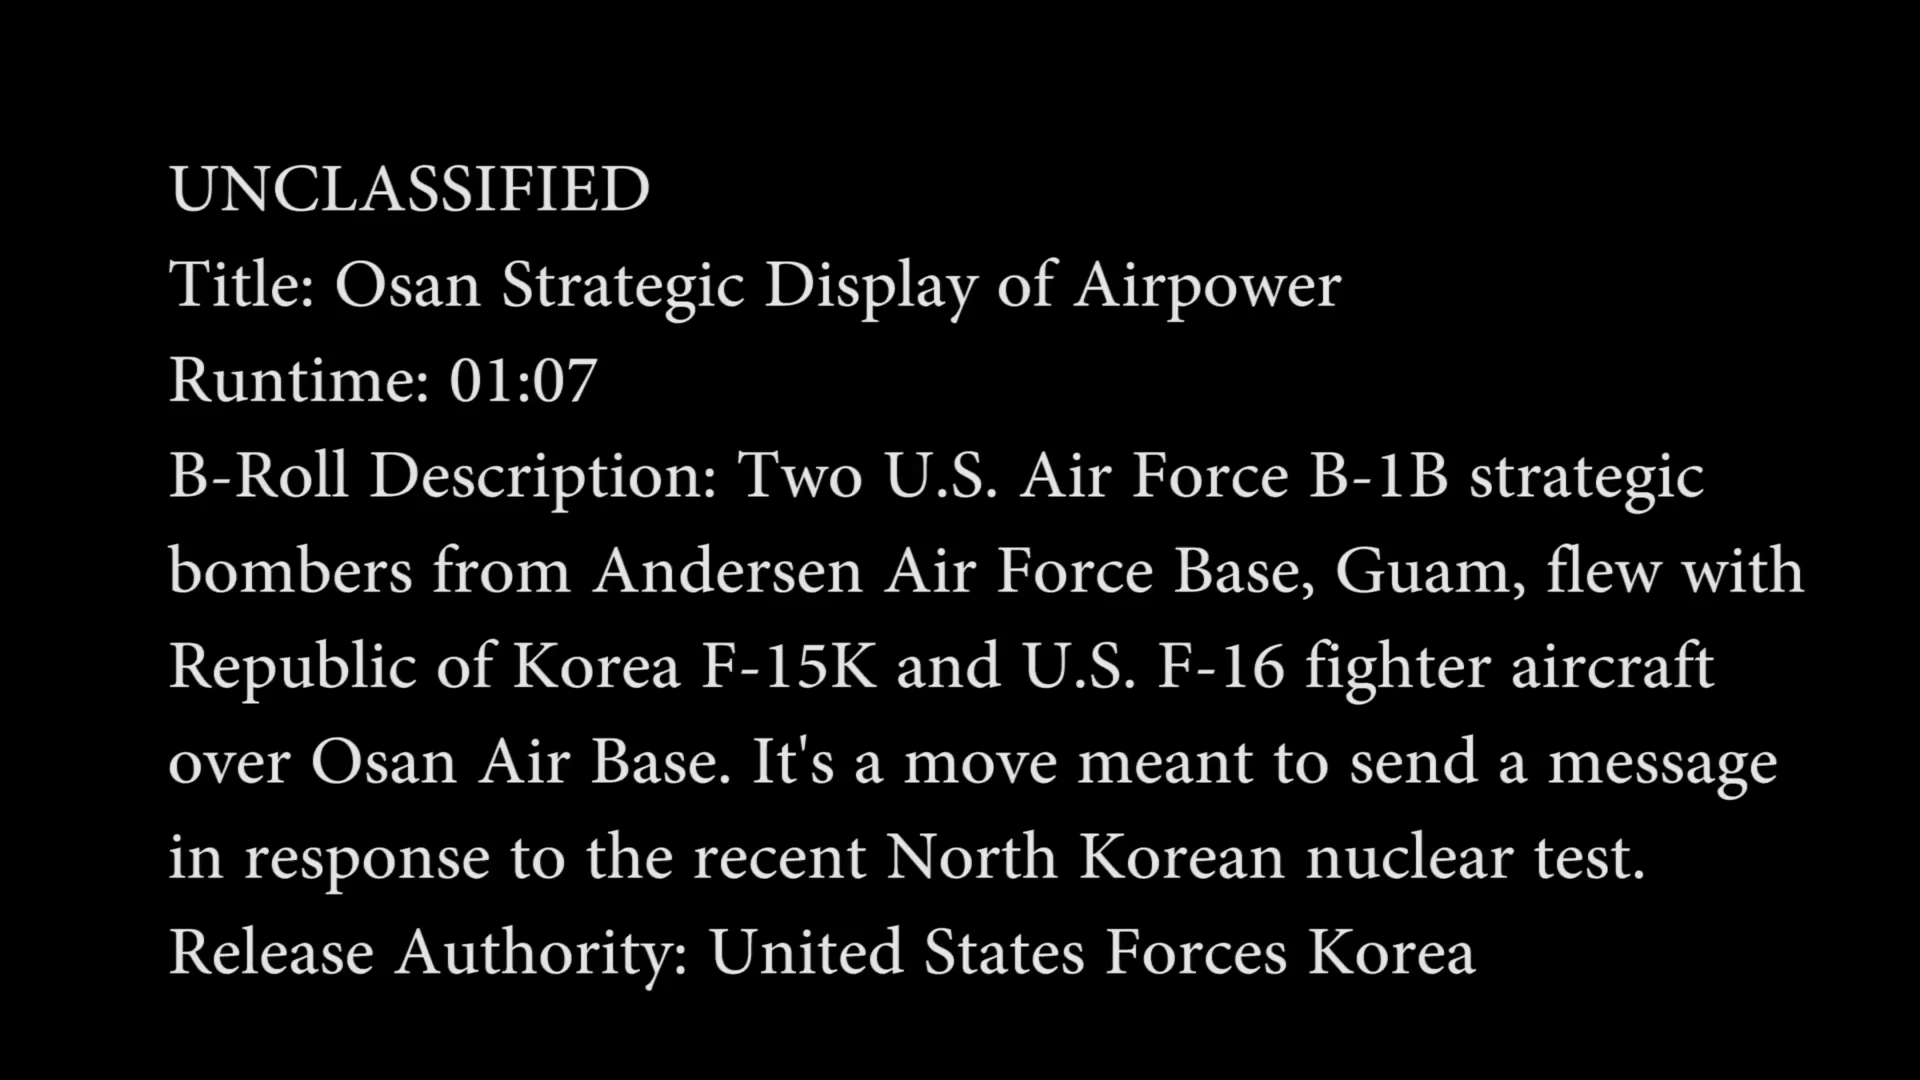 UNCLASSIFIED
Title: Osan Strategic Display of Airpower
Runtime: 01:07
B-Roll Description: Two U.S. Air Force B-1B strategic
bombers from Andersen Air Force Base, Guam, flew with
Republic of Korea F-15K and U.S. F-16 fighter aircraft
over Osan Air Base. It's a move meant to send a message
in response to the recent North Korean nuclear test.
Release Authority: United States Forces Korea